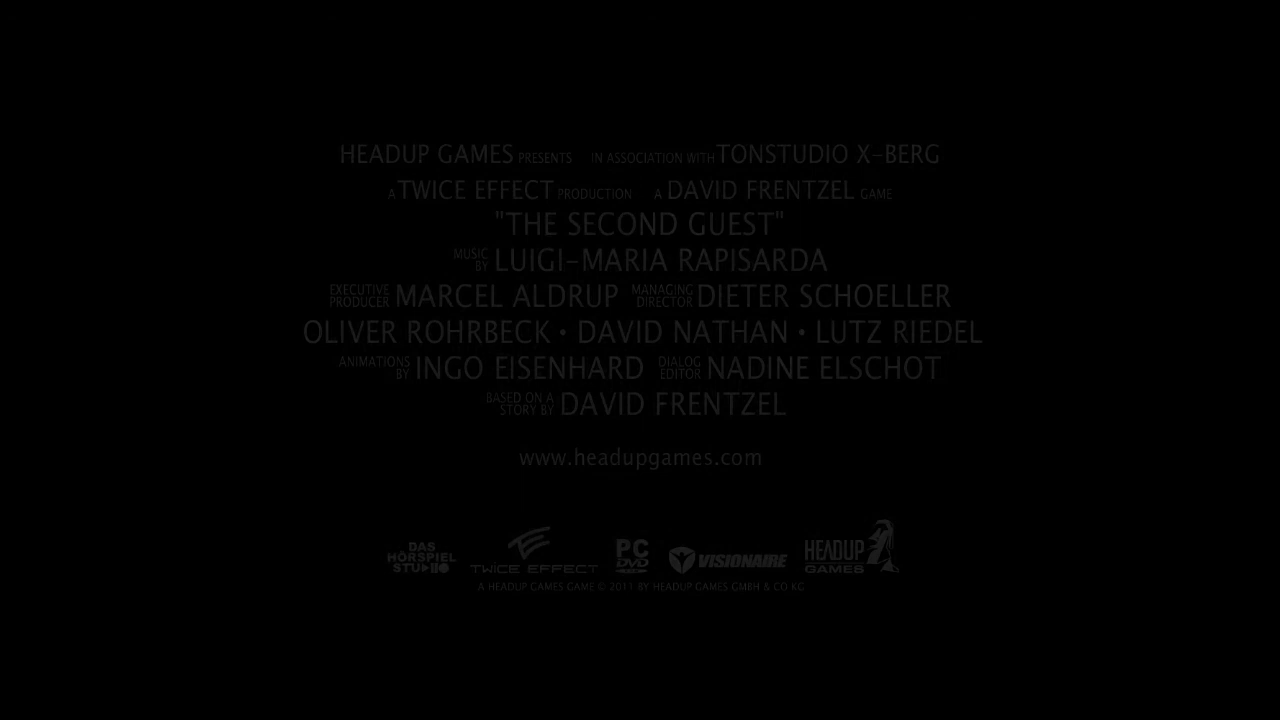 HEADUP GAMES PRESENTS IN ASSOCIATION WITH TONSTUDIO X-BERG
A TWICE EFFECT PRODUCTION A DAVID FRENTZEL GAME
"THE SECOND GUEST"
MUSIC BY LUIGI-MARIA RAPISARDA
EXECUTIVE PRODUCER MARCEL ALDRUP MANAGING DIRECTOR DIETER SCHOELLER
OLIVER ROHRBECK • DAVID NATHAN • LUTZ RIEDEL
ANIMATIONS BY INGO EISENHARD DIALOG EDITOR NADINE ELSCHOT
BASED ON A STORY BY DAVID FRENTZEL
www.headupgames.com
DAS HÖRSPIEL STUDIO TWICE EFFECT PC DVD VISIONAIRE HEADUP GAMES
A HEADUP GAMES GAME © 2011 BY HEADUP GAMES GMBH & CO KG